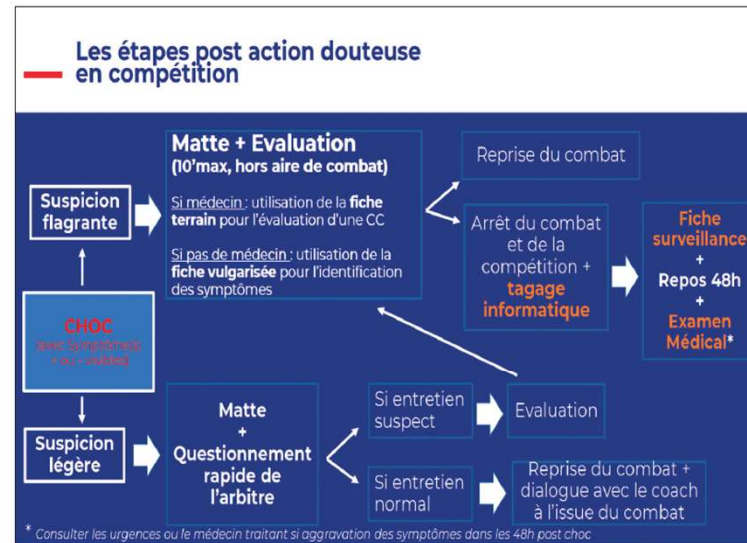 Les étapes post action douteuse
en compétition
Matte + Evaluation
(10'max, hors aire de combat)
Si médecin : utilisation de la fiche
terrain pour l'évaluation d'une CC
Si pas de médecin : utilisation de la
fiche vulgarisée pour l'identification
des symptômes
Reprise du combat
Suspicion
flagrante
Arrêt du combat
et de la
compétition +
tagage
informatique
Fiche
surveillance
+
Repos 48h
+
Examen
Médical*
CHOC
Suspicion
légère
Matte
+
Questionnement
rapide de
l'arbitre
Si entretien
suspect
Evaluation
Si entretien
normal
Reprise du combat +
dialogue avec le coach
à l'issue du combat
* Consulter les urgences ou le médecin traitant si aggravation des symptômes dans les 48h post choc